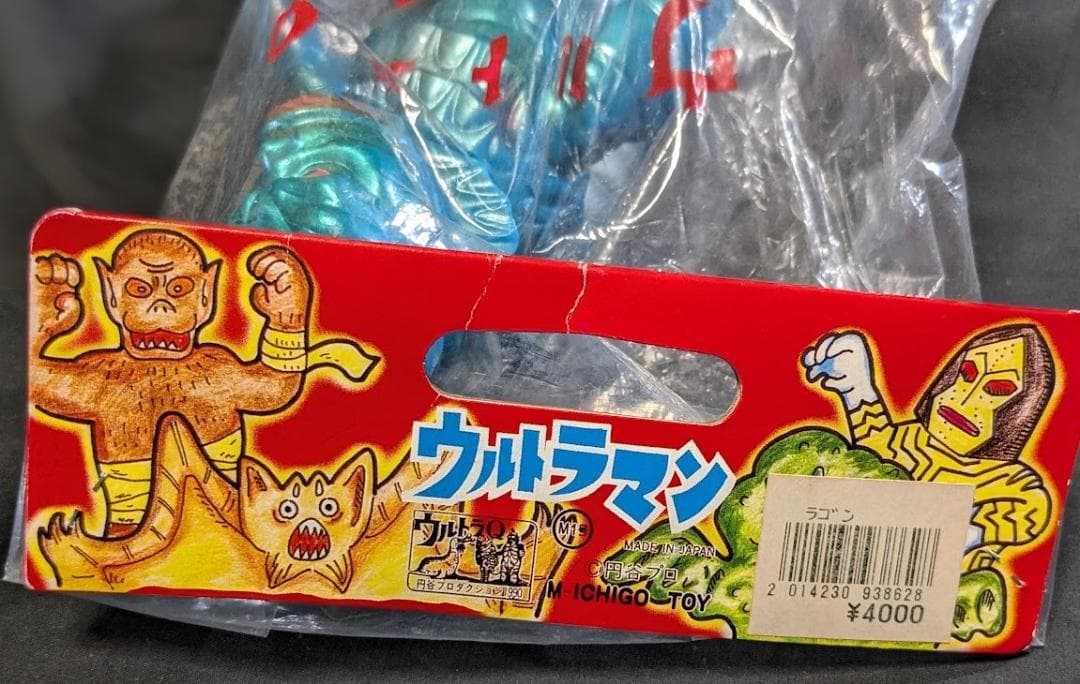 ウルトラマン
ウルトラQ
円谷プロダクション1990
M1号
MADE IN JAPAN
©円谷プロ
M-ICHIGO TOY
ラゴン
2 014230 938628
¥4000